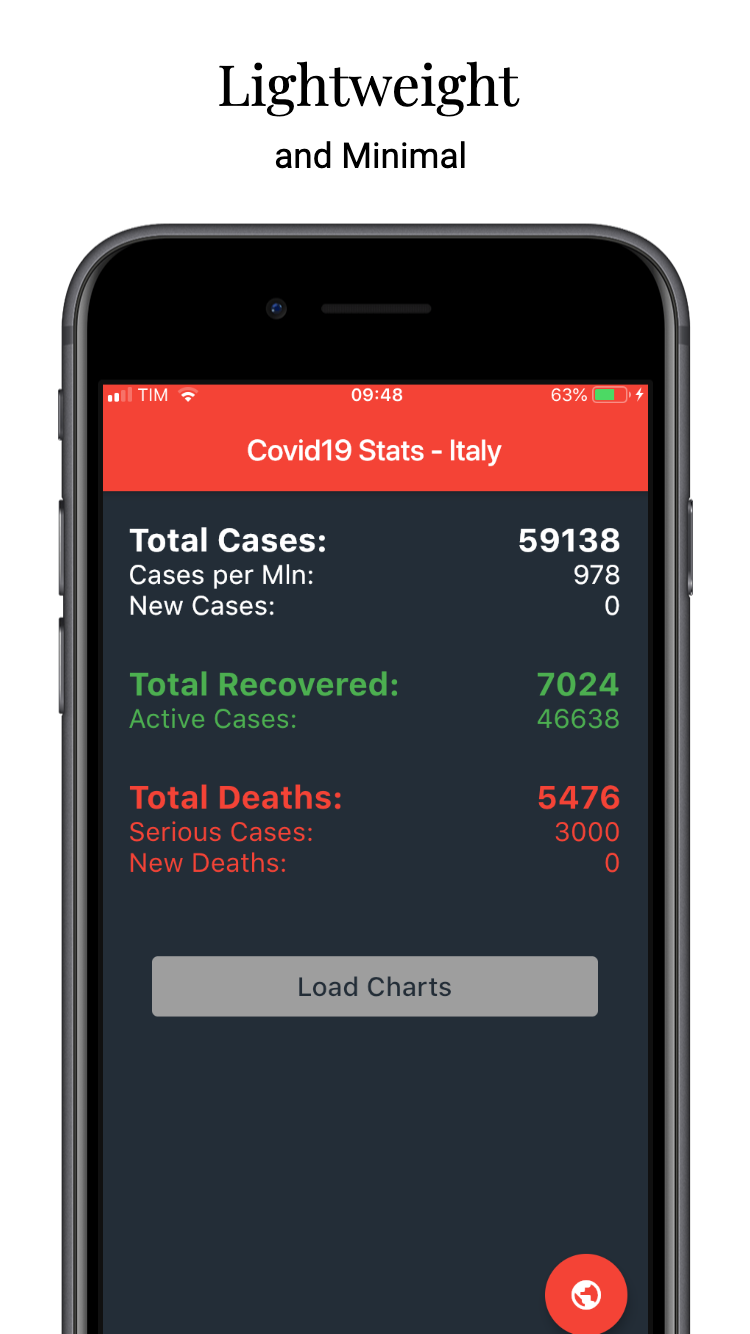 Lightweight
and Minimal
TIM 09:48 63%
Covid19 Stats - Italy
Total Cases: 59138
Cases per Mln: 978
New Cases: 0
Total Recovered: 7024
Active Cases: 46638
Total Deaths: 5476
Serious Cases: 3000
New Deaths: 0
Load Charts